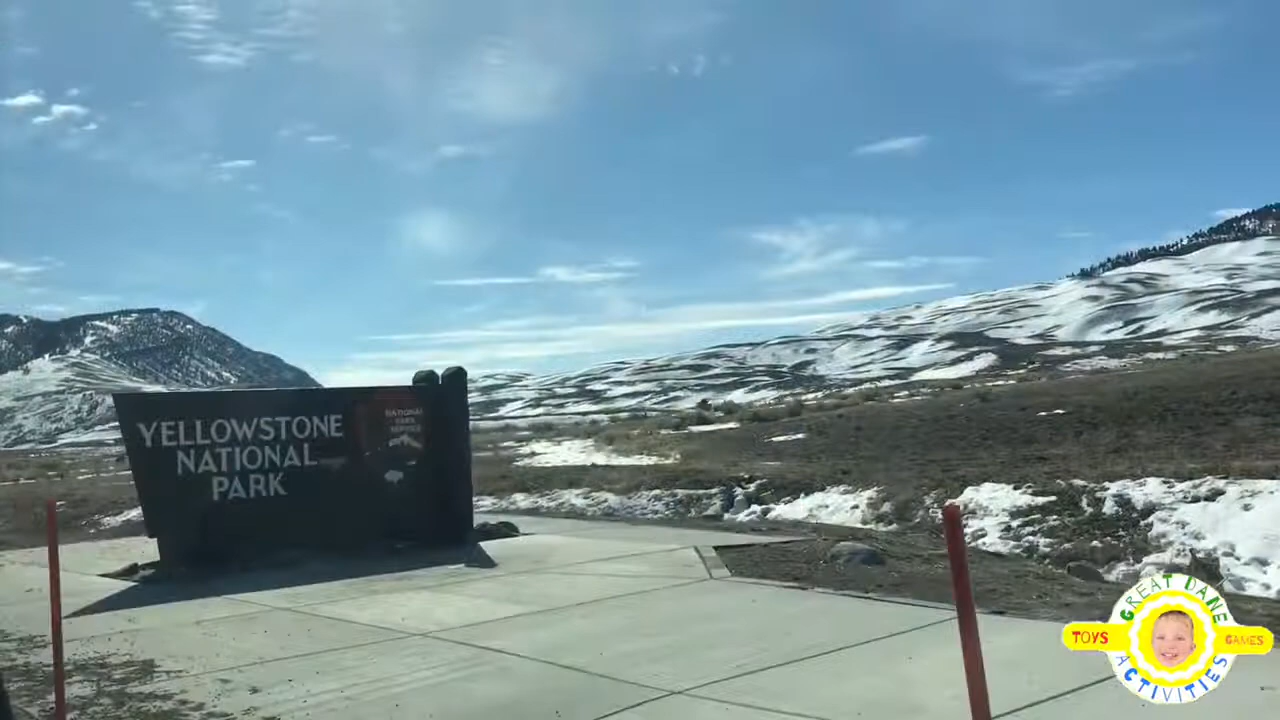 YELLOWSTONE
NATIONAL
PARK
NATIONAL
PARK
SERVICE
GREAT DANE
TOYS
GAMES
ACTIVITIES